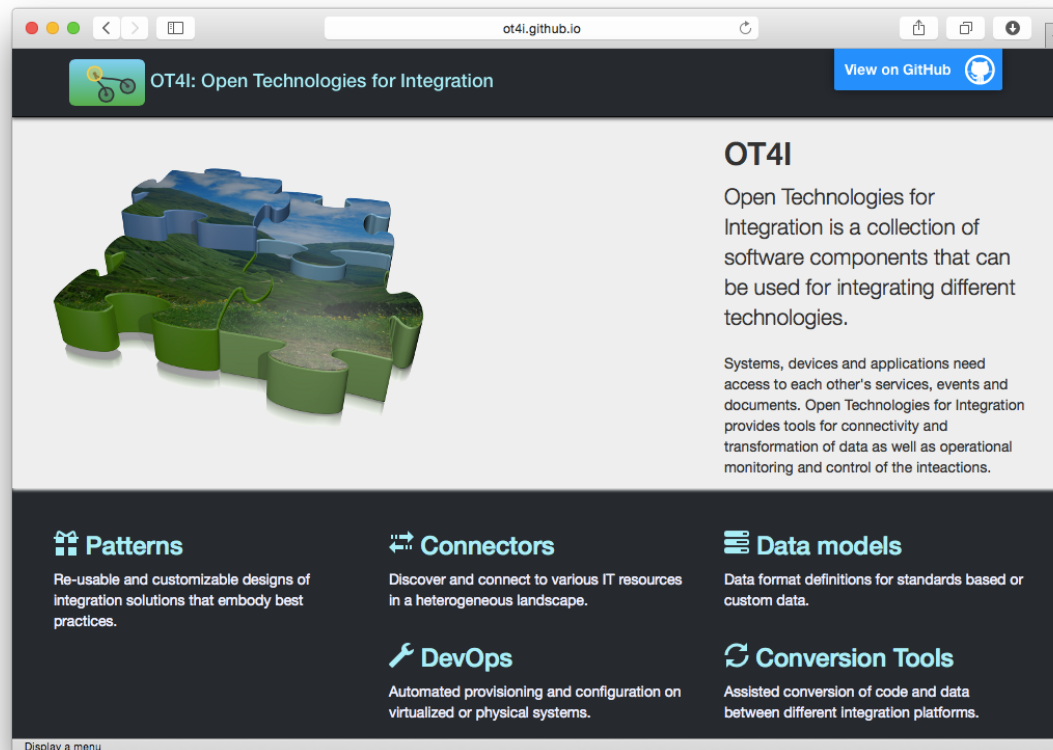 ot4i.github.io
OT4I: Open Technologies for Integration
View on GitHub
OT4I
Open Technologies for
Integration is a collection of
software components that can
be used for integrating different
technologies.
Systems, devices and applications need
access to each other's services, events and
documents. Open Technologies for Integration
provides tools for connectivity and
transformation of data as well as operational
monitoring and control of the inteactions.
Patterns
Re-usable and customizable designs of
integration solutions that embody best
practices.
Connectors
Discover and connect to various IT resources
in a heterogeneous landscape.
Data models
Data format definitions for standards based or
custom data.
DevOps
Automated provisioning and configuration on
virtualized or physical systems.
Conversion Tools
Assisted conversion of code and data
between different integration platforms.
Display a menu